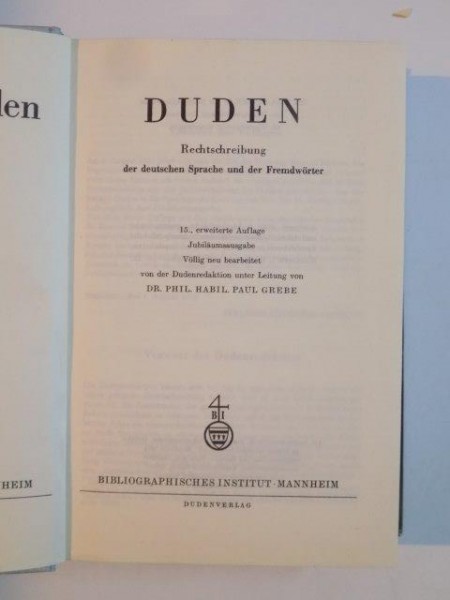 den
HEIM
DUDEN
Rechtschreibung
der deutschen Sprache und der Fremdwörter
15., erweiterte Auflage
Jubiläumsausgabe
Völlig neu bearbeitet
von der Dudenredaktion unter Leitung von
DR. PHIL. HABIL. PAUL GREBE
BI
BIBLIOGRAPHISCHES INSTITUT · MANNHEIM
DUDENVERLAG